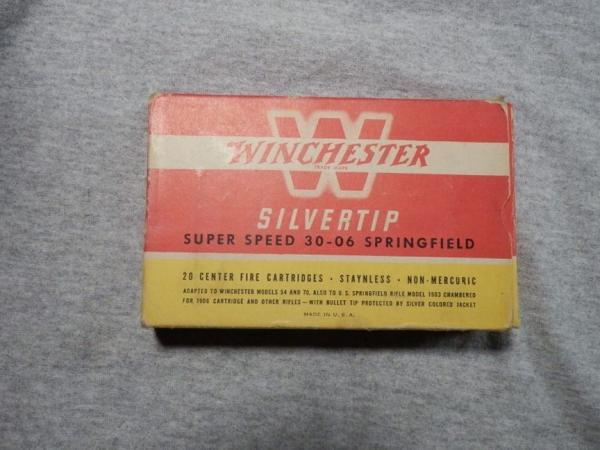 W
WINCHESTER
TRADE MARK
SILVERTIP
SUPER SPEED 30-06 SPRINGFIELD
20 CENTER FIRE CARTRIDGES · STAYNLESS · NON-MERCURIC
ADAPTED TO WINCHESTER MODELS 54 AND 70, ALSO TO U. S. SPRINGFIELD RIFLE MODEL 1903 CHAMBERED
FOR 1906 CARTRIDGE AND OTHER RIFLES—WITH BULLET TIP PROTECTED BY SILVER COLORED JACKET
MADE IN U. S. A.